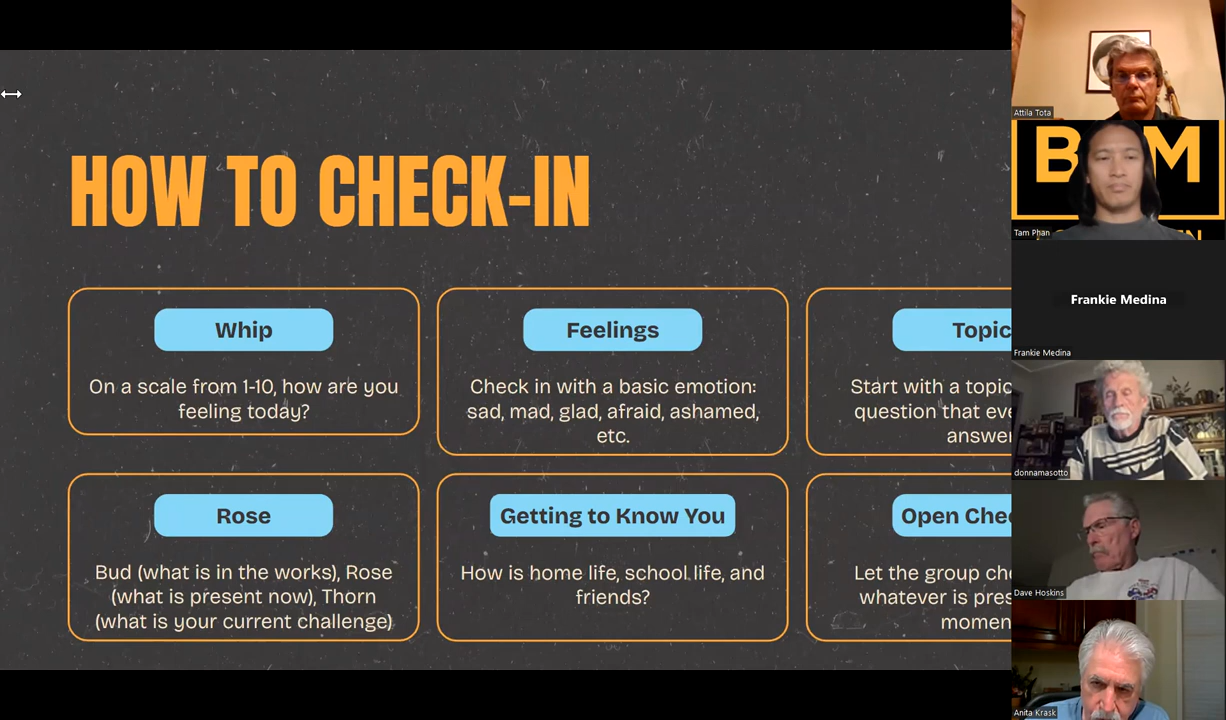 HOW TO CHECK-IN
Whip
On a scale from 1-10, how are you
feeling today?
Feelings
Check in with a basic emotion:
sad, mad, glad, afraid, ashamed,
etc.
Topic
Start with a topic
question that eve
answer
Rose
Bud (what is in the works), Rose
(what is present now), Thorn
(what is your current challenge)
Getting to Know You
How is home life, school life, and
friends?
Open Chec
Let the group che
whatever is pres
momen
Attila Tota
B M
Tam Phan
Frankie Medina
Frankie Medina
donnamasotto
Dave Hoskins
Anita Krask